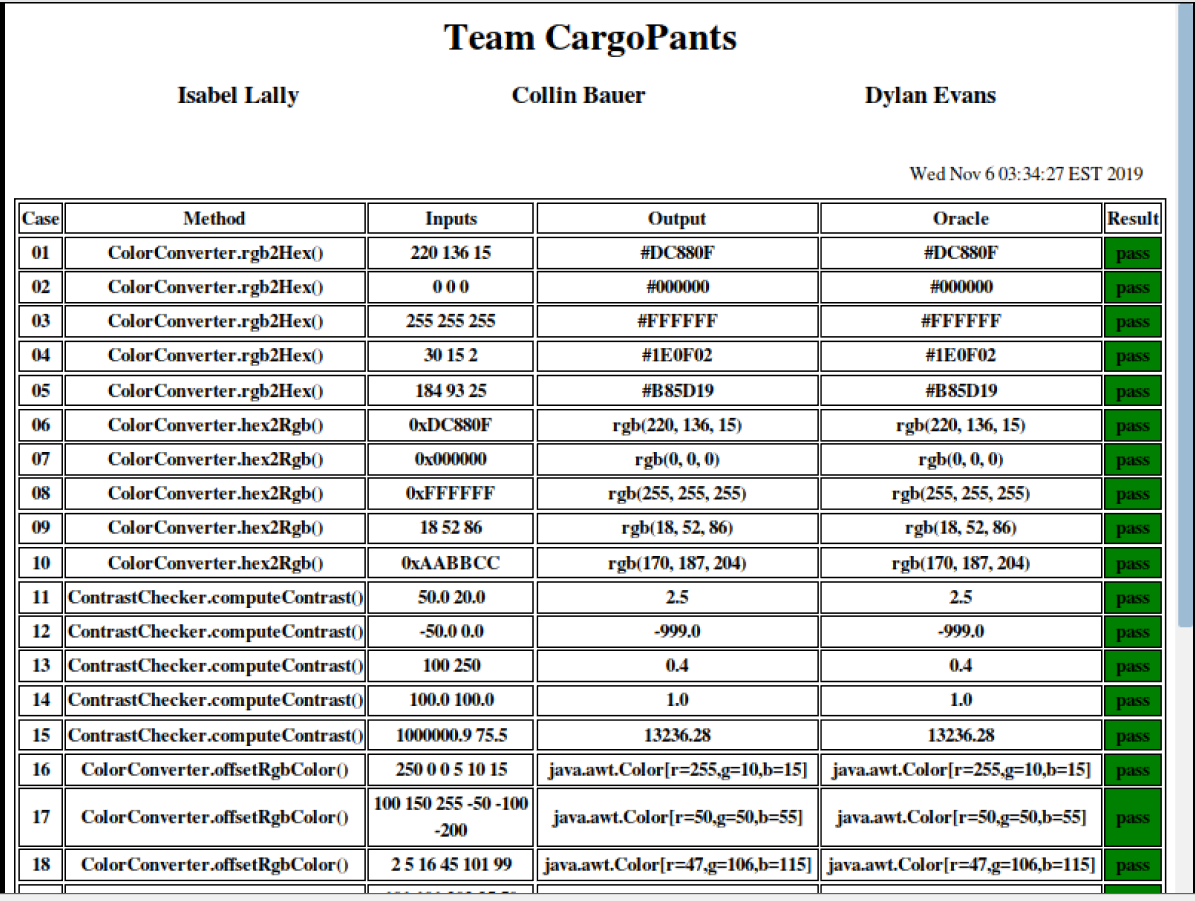 Team CargoPants
Isabel Lally Collin Bauer Dylan Evans
Wed Nov 6 03:34:27 EST 2019
Case Method Inputs Output Oracle Result
01 ColorConverter.rgb2Hex() 220 136 15 #DC880F #DC880F pass
02 ColorConverter.rgb2Hex() 0 0 0 #000000 #000000 pass
03 ColorConverter.rgb2Hex() 255 255 255 #FFFFFF #FFFFFF pass
04 ColorConverter.rgb2Hex() 30 15 2 #1E0F02 #1E0F02 pass
05 ColorConverter.rgb2Hex() 184 93 25 #B85D19 #B85D19 pass
06 ColorConverter.hex2Rgb() 0xDC880F rgb(220, 136, 15) rgb(220, 136, 15) pass
07 ColorConverter.hex2Rgb() 0x000000 rgb(0, 0, 0) rgb(0, 0, 0) pass
08 ColorConverter.hex2Rgb() 0xFFFFFF rgb(255, 255, 255) rgb(255, 255, 255) pass
09 ColorConverter.hex2Rgb() 18 52 86 rgb(18, 52, 86) rgb(18, 52, 86) pass
10 ColorConverter.hex2Rgb() 0xAABBCC rgb(170, 187, 204) rgb(170, 187, 204) pass
11 ContrastChecker.computeContrast() 50.0 20.0 2.5 2.5 pass
12 ContrastChecker.computeContrast() -50.0 0.0 -999.0 -999.0 pass
13 ContrastChecker.computeContrast() 100 250 0.4 0.4 pass
14 ContrastChecker.computeContrast() 100.0 100.0 1.0 1.0 pass
15 ContrastChecker.computeContrast() 1000000.9 75.5 13236.28 13236.28 pass
16 ColorConverter.offsetRgbColor() 250 0 0 5 10 15 java.awt.Color[r=255,g=10,b=15] java.awt.Color[r=255,g=10,b=15] pass
17 ColorConverter.offsetRgbColor() 100 150 255 -50 -100
-200 java.awt.Color[r=50,g=50,b=55] java.awt.Color[r=50,g=50,b=55] pass
18 ColorConverter.offsetRgbColor() 2 5 16 45 101 99 java.awt.Color[r=47,g=106,b=115] java.awt.Color[r=47,g=106,b=115] pass